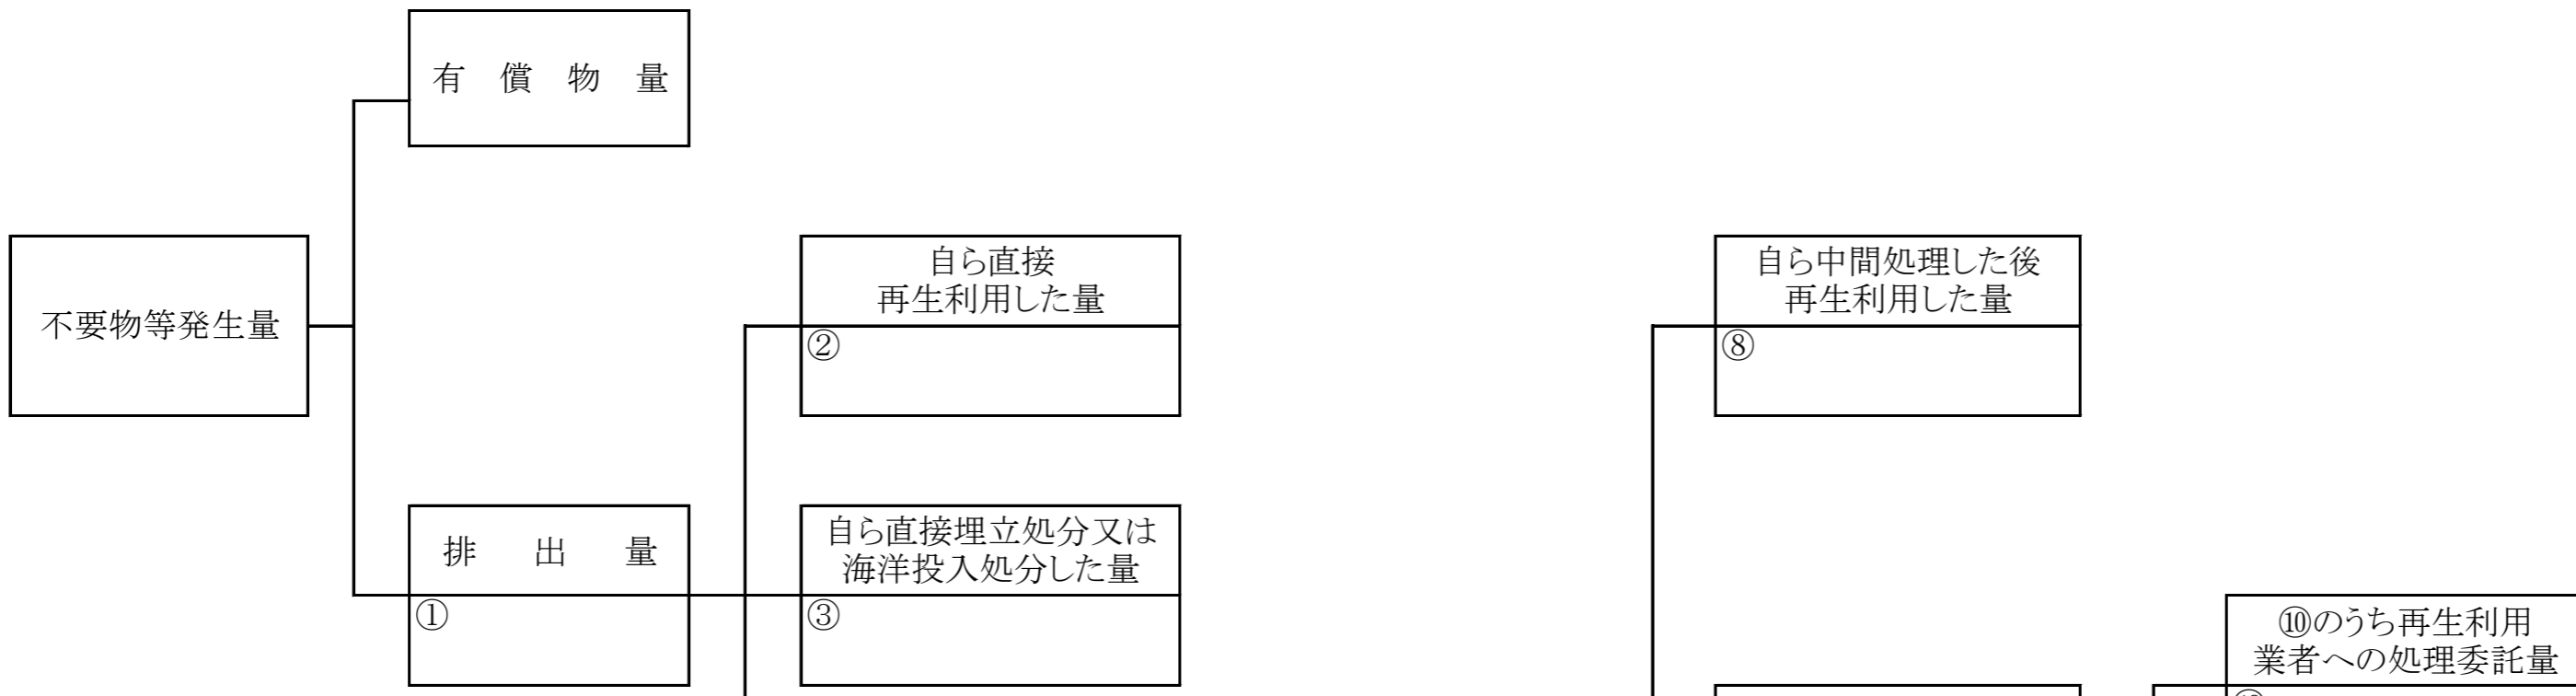 有償物量
不要物等発生量
自ら直接
再生利用した量
②
自ら中間処理した後
再生利用した量
⑧
排出量
①
自ら直接埋立処分又は
海洋投入処分した量
③
⑩のうち再生利用
業者への処理委託量